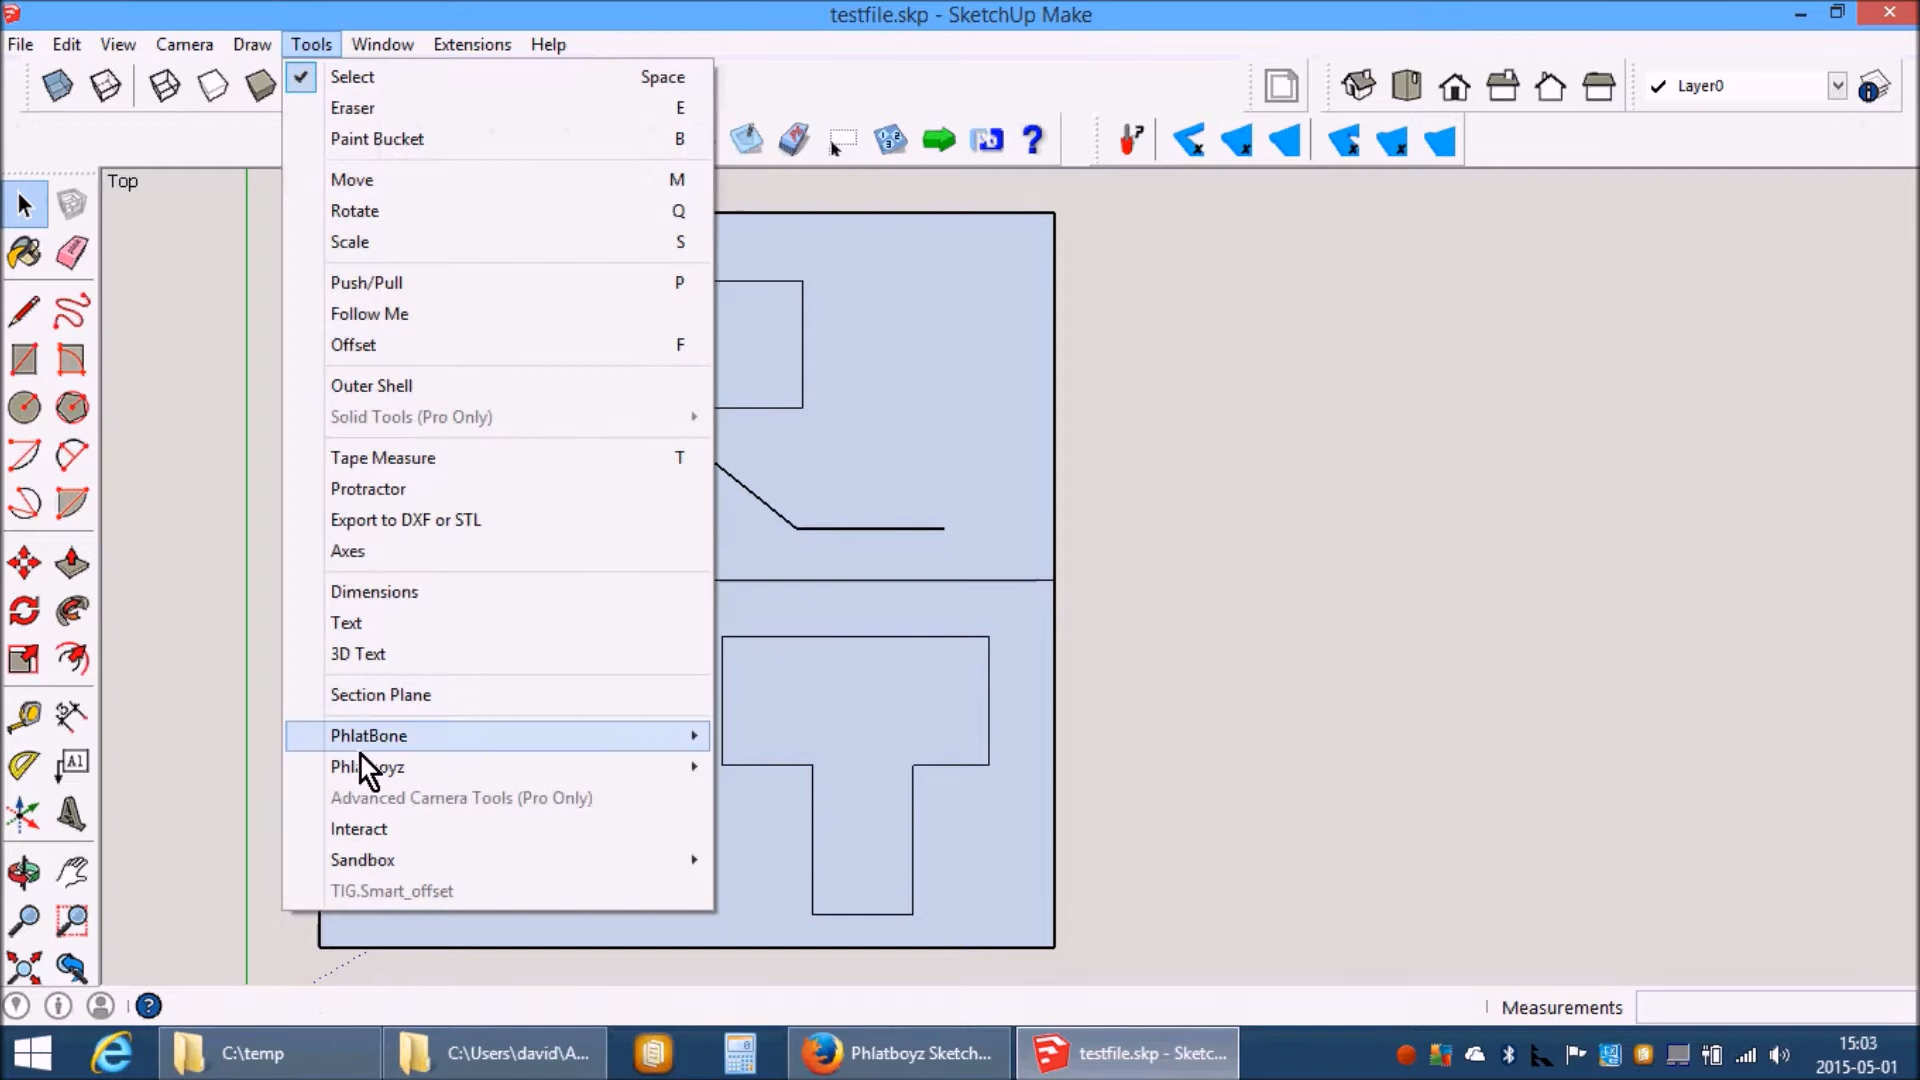 testfile.skp - SketchUp Make
File Edit View Camera Draw Tools Window Extensions Help
Select Space
Eraser E
Paint Bucket B
Layer0
Move M
Top
Rotate Q
Scale S
Push/Pull P
Follow Me
Offset F
Outer Shell
Solid Tools (Pro Only)
Tape Measure T
Protractor
Export to DXF or STL
Axes
Dimensions
Text
3D Text
Section Plane
PhlatBone
Phlatboyz
Advanced Camera Tools (Pro Only)
Interact
Sandbox
TIG.Smart_offset
Measurements
C:\temp
C:\Users\david\A...
Phlatboyz Sketch...
testfile.skp - Sketc...
15:03
2015-05-01